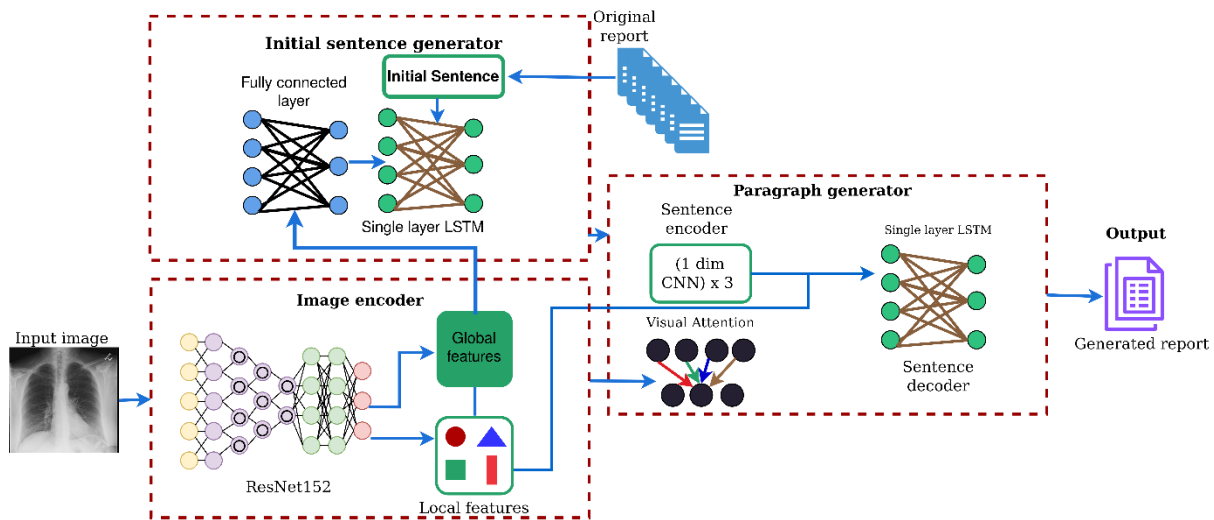 Original
report
Initial sentence generator
Initial Sentence
Fully connected
layer
Single layer LSTM
Paragraph generator
Sentence
encoder
Single layer LSTM
(1 dim
CNN) x 3
Output
Image encoder
Input image
Global
features
Visual Attention
Generated report
Sentence
decoder
ResNet152
Local features